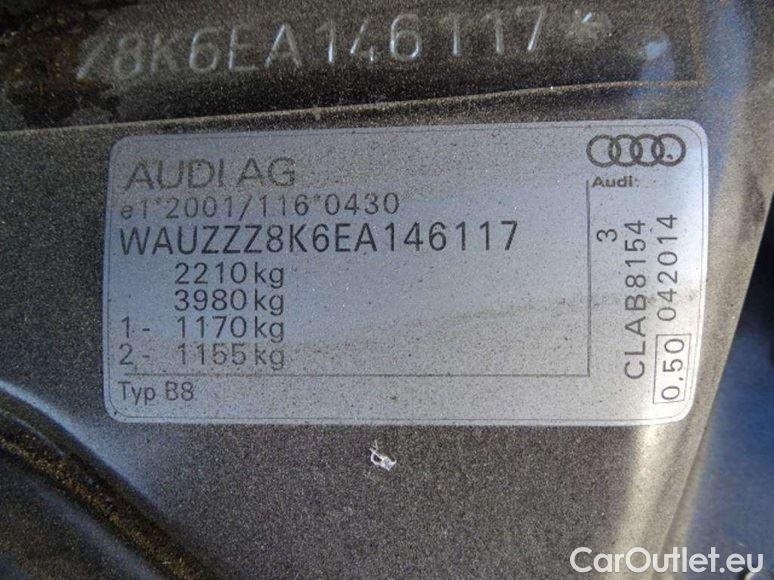 Z8K6EA146117*
AUDI AG
Audi
e1*2001/116*0430
WAUZZZ8K6EA146117
2210 kg
3980 kg
1 - 1170 kg
2 - 1155 kg
Typ B8
3
CLAB8154
0,50 042014
CarOutlet.eu